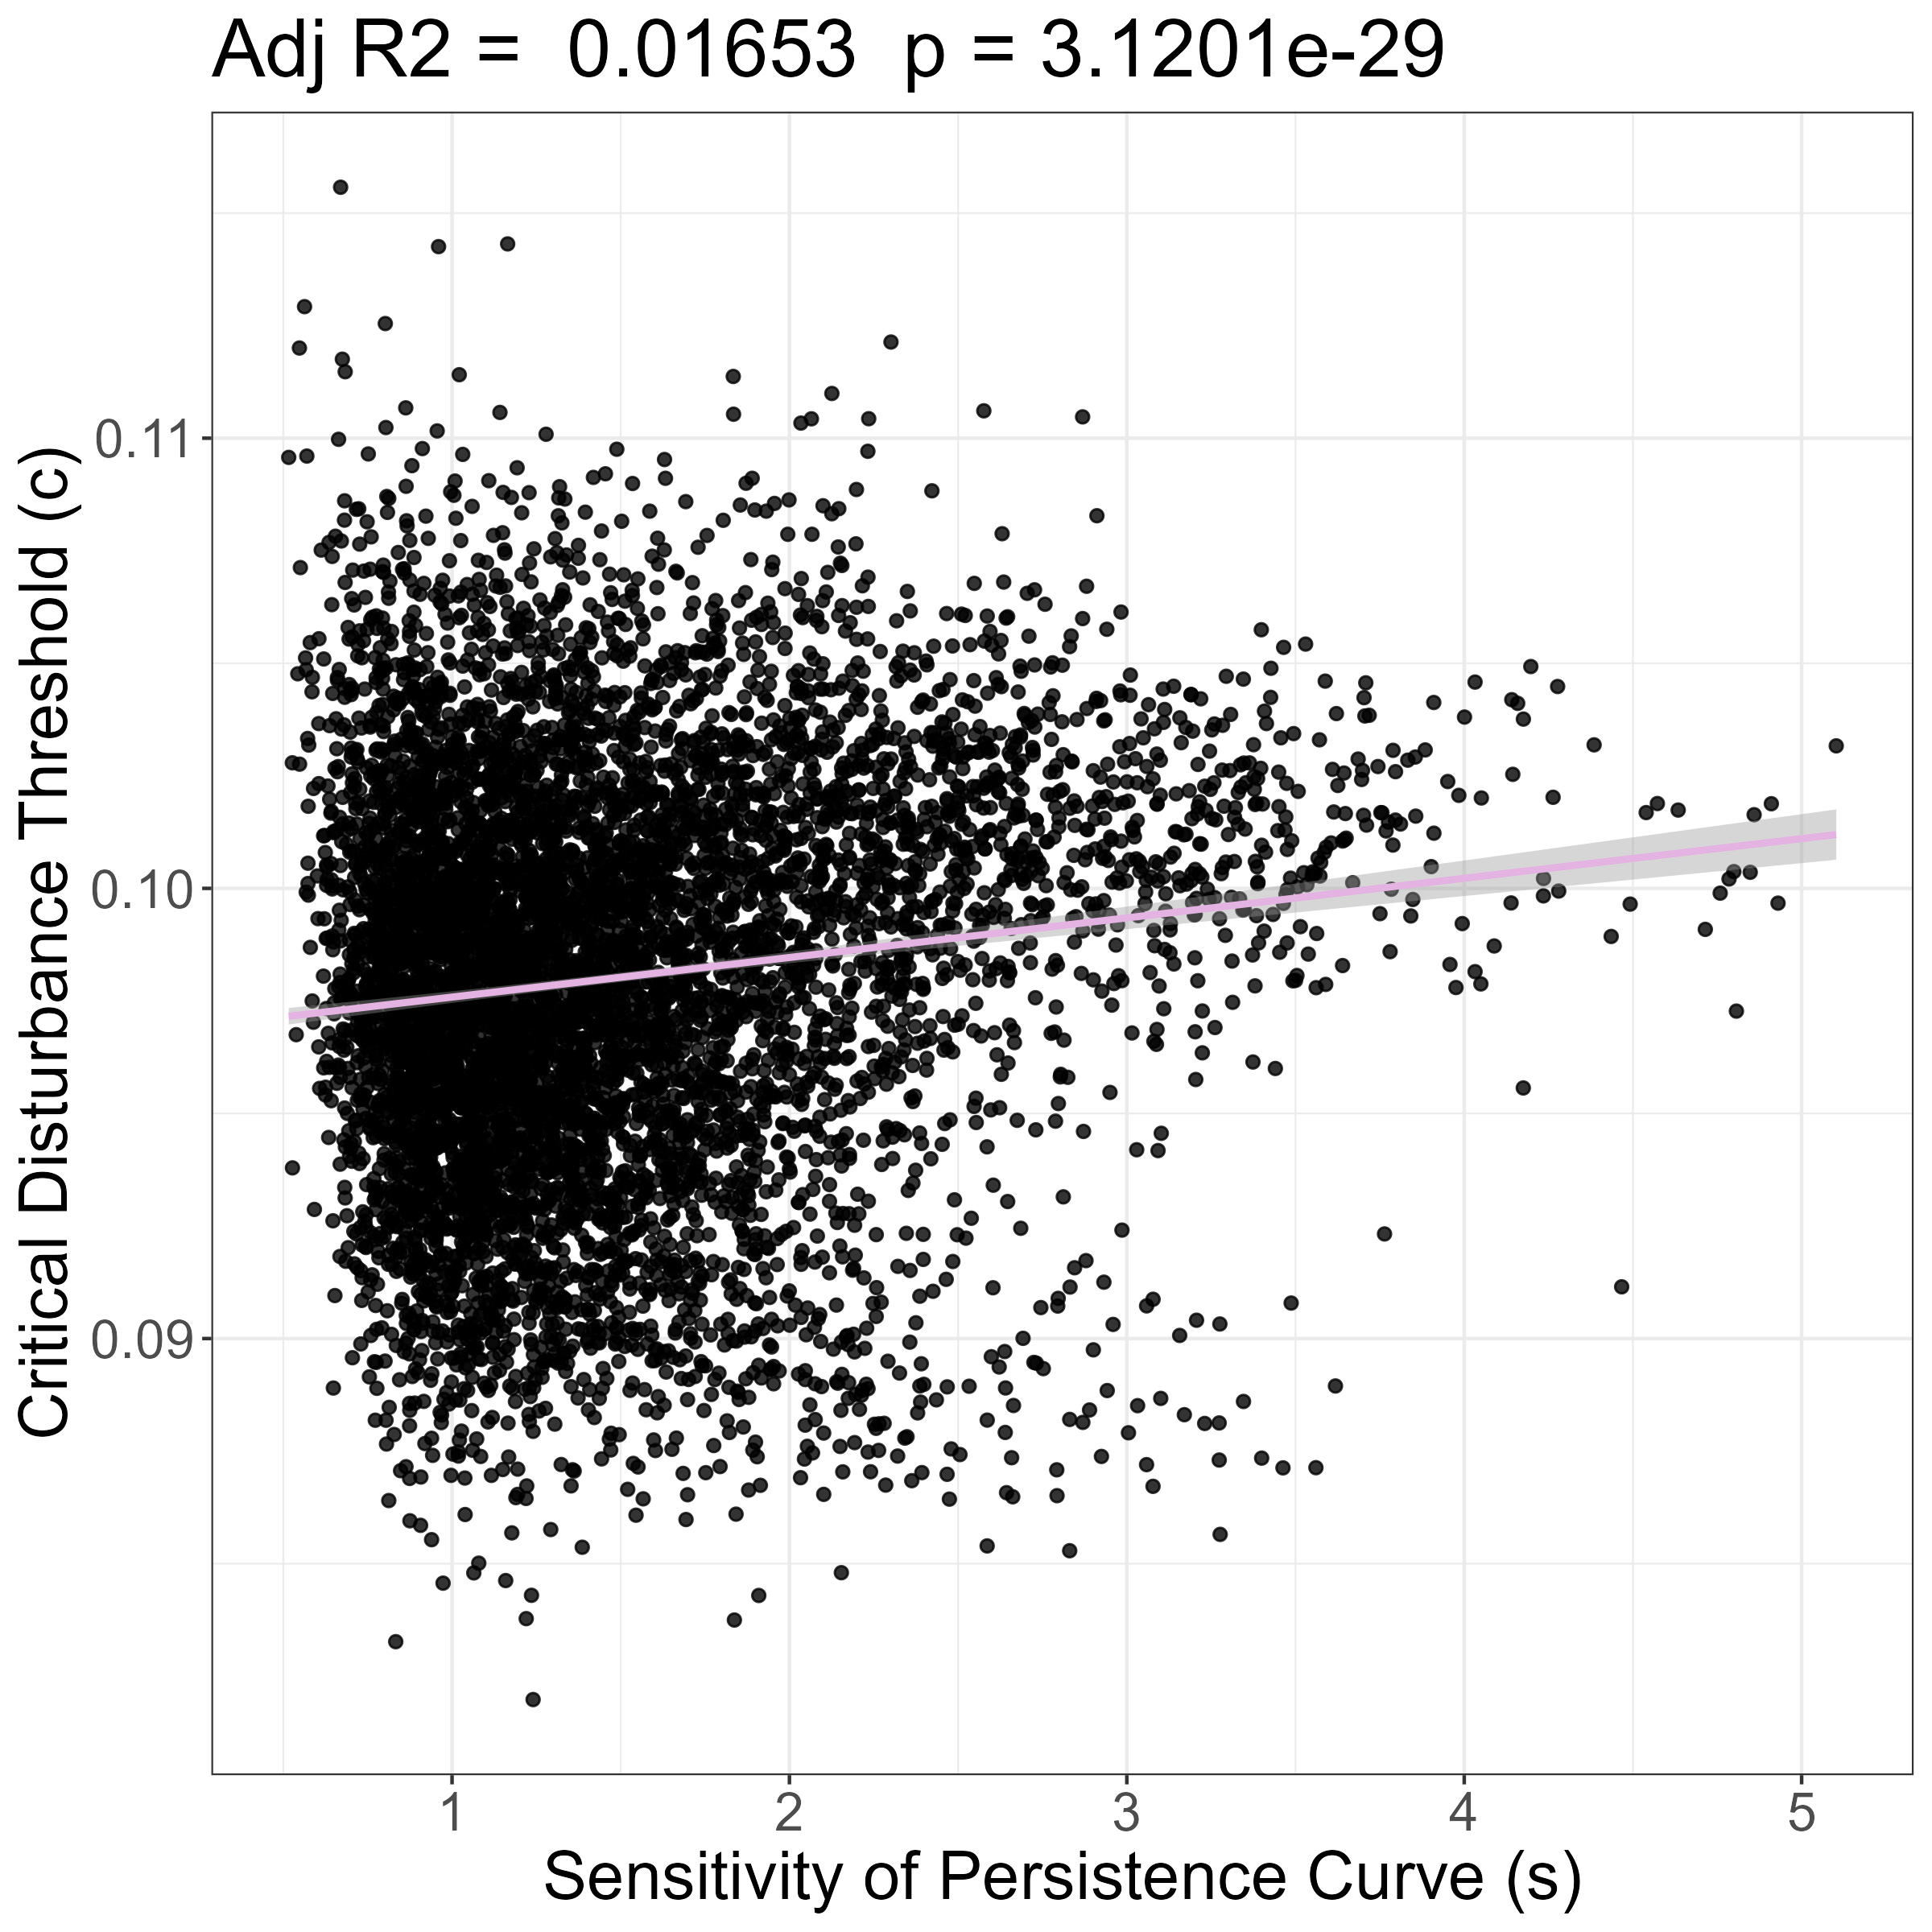 Adj R2 = 0.01653 p = 3.1201e-29
Critical Disturbance Threshold (c)
0.11
0.10
0.09
1 2 3 4 5
Sensitivity of Persistence Curve (s)